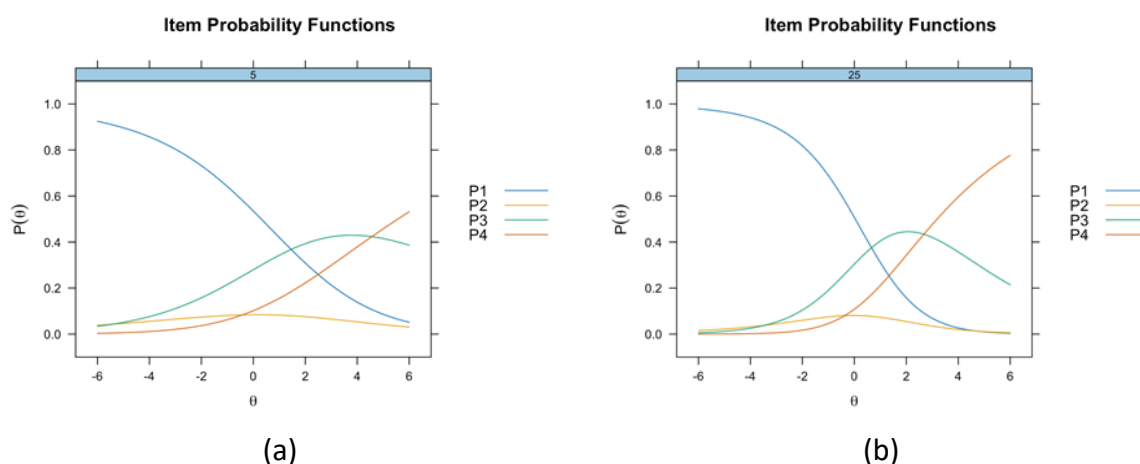 Item Probability Functions
5
1.0
0.8
0.6
0.4
0.2
0.0
P(θ)
-6 -4 -2 0 2 4 6
θ
P1
P2
P3
P4
(a)
Item Probability Functions
25
1.0
0.8
0.6
0.4
0.2
0.0
P(θ)
-6 -4 -2 0 2 4 6
θ
P1
P2
P3
P4
(b)